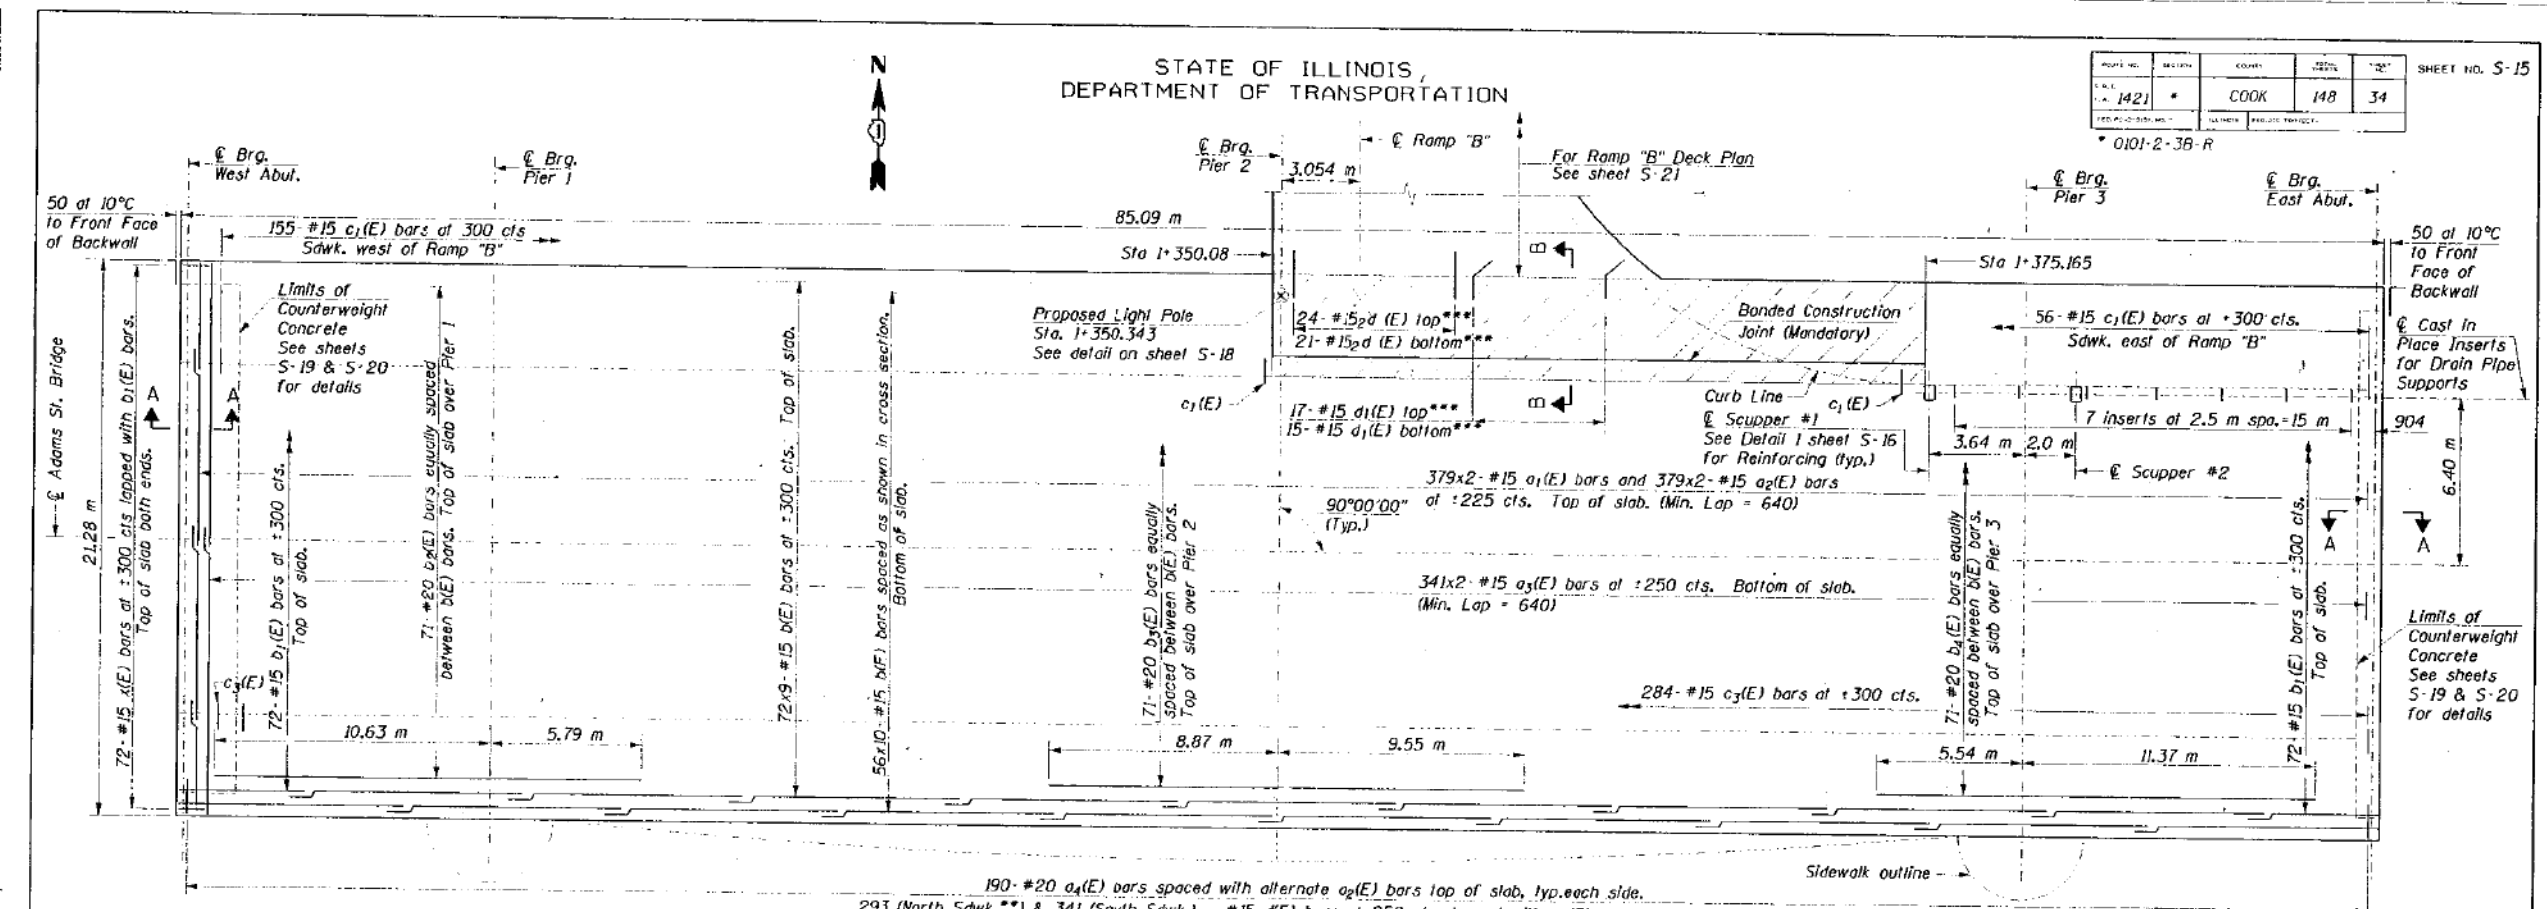 STATE OF ILLINOIS
DEPARTMENT OF TRANSPORTATION
N
SHEET NO. S-15
ROUTE NO. SECTION COUNTY TOTAL SHEETS SHEET NO.
1421 * COOK 148 34
ILLINOIS
* 0101-2-3B-R
℄ Brg.
West Abut.
℄ Brg.
Pier 1
℄ Brg.
Pier 2
3.054 m
℄ Ramp "B"
For Ramp "B" Deck Plan
See sheet S-21
℄ Brg.
Pier 3
℄ Brg.
East Abut.
50 at 10°C
to Front Face
of Backwall
155-#15 c₁(E) bars at 300 cts
Sdwk. west of Ramp "B"
85.09 m
Sta 1+350.08
B
Sta 1+375.165
50 at 10°C
to Front
Face of
Backwall
Limits of
Counterweight
Concrete
See sheets
S-19 & S-20
for details
Proposed Light Pole
Sta. 1+350.343
See detail on sheet S-18
24-#15₂d (E) top***
21-#15₂d (E) bottom***
Bonded Construction
Joint (Mandatory)
56-#15 c₁(E) bars at ±300 cts.
Sdwk. east of Ramp "B"
℄ Cast in
Place Inserts
for Drain Pipe
Supports
A
A
c₁(E)
17-#15 d₁(E) top***
15-#15 d₁(E) bottom***
B
Curb Line
c₁(E)
℄ Scupper #1
See Detail 1 sheet S-16
for Reinforcing (typ.)
7 inserts at 2.5 m spa.=15 m
904
3.64 m
2.0 m
℄ Scupper #2
6.40 m
℄ Adams St. Bridge
21.28 m
72-#15 x(E) bars at ±300 cts lapped with b₁(E) bars.
Top of slab both ends.
72-#15 b₁(E) bars at ±300 cts.
Top of slab.
71-#20 b₂(E) bars equally spaced
between b(E) bars. Top of slab over Pier 1
72x9-#15 b(E) bars at ±300 cts. Top of slab.
56x10-#15 b(E) bars spaced as shown in cross section.
Bottom of slab.
71-#20 b₃(E) bars equally
spaced between b(E) bars.
Top of slab over Pier 2
379x2-#15 a₁(E) bars and 379x2-#15 a₂(E) bars
at ±225 cts. Top of slab. (Min. Lap = 640)
90°00'00"
(Typ.)
341x2-#15 a₃(E) bars at ±250 cts. Bottom of slab.
(Min. Lap = 640)
71-#20 b₄(E) bars equally
spaced between b(E) bars.
Top of slab over Pier 3
72-#15 b₁(E) bars at ±300 cts.
Top of slab.
A
A
Limits of
Counterweight
Concrete
See sheets
S-19 & S-20
for details
c₃(E)
284-#15 c₃(E) bars at ±300 cts.
10.63 m
5.79 m
8.87 m
9.55 m
5.54 m
11.37 m
Sidewalk outline
190-#20 a₄(E) bars spaced with alternate a₂(E) bars top of slab, typ.each side.
293 (North Sdwk.**) & 341 (South Sdwk.)